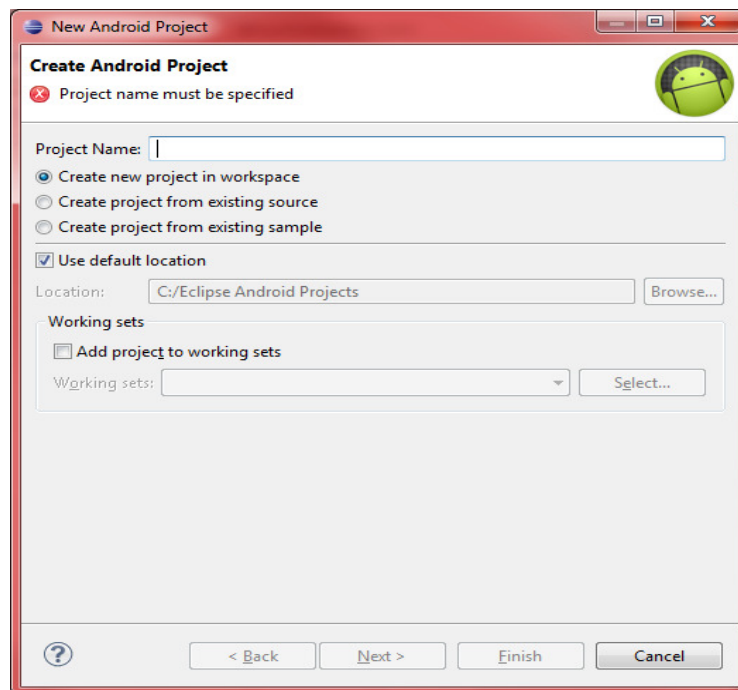 New Android Project
Create Android Project
Project name must be specified
Project Name:
Create new project in workspace
Create project from existing source
Create project from existing sample
Use default location
Location: C:/Eclipse Android Projects Browse...
Working sets
Add project to working sets
Working sets: Select...
? < Back Next > Finish Cancel